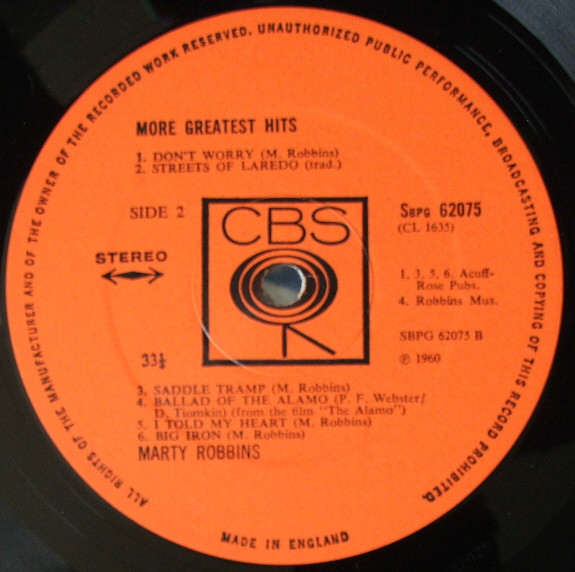 ALL RIGHTS OF THE MANUFACTURER AND OF THE OWNER OF THE RECORDED WORK RESERVED. UNAUTHORIZED PUBLIC PERFORMANCE, BROADCASTING AND COPYING OF THIS RECORD PROHIBITED.
MORE GREATEST HITS
1. DON'T WORRY (M. Robbins)
2. STREETS OF LAREDO (trad.)
SIDE 2
CBS
SBPG 62075
(CL 1635)
STEREO
1, 3, 5, 6. Acuff-
Rose Pubs.
4. Robbins Mus.
SBPG 62075 B
33⅓
℗ 1960
3. SADDLE TRAMP (M. Robbins)
4. BALLAD OF THE ALAMO (P. F. Webster/
D. Tiomkin) (from the film "The Alamo")
5. I TOLD MY HEART (M. Robbins)
6. BIG IRON (M. Robbins)
MARTY ROBBINS
MADE IN ENGLAND